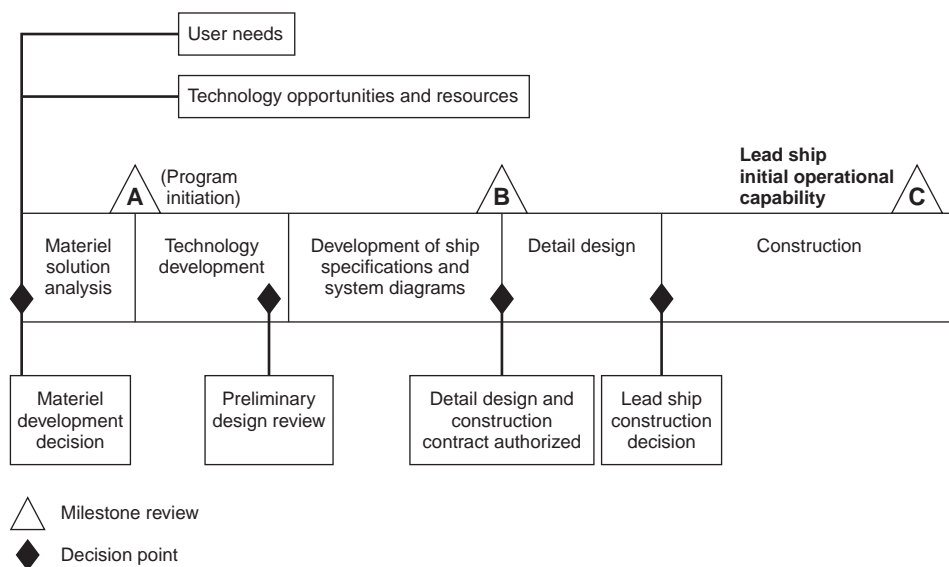 User needs
Technology opportunities and resources
A
(Program
initiation)
B
Lead ship
initial operational
capability
C
Materiel
solution
analysis
Technology
development
Development of ship
specifications and
system diagrams
Detail design
Construction
Materiel
development
decision
Preliminary
design review
Detail design and
construction
contract authorized
Lead ship
construction
decision
Milestone review
Decision point